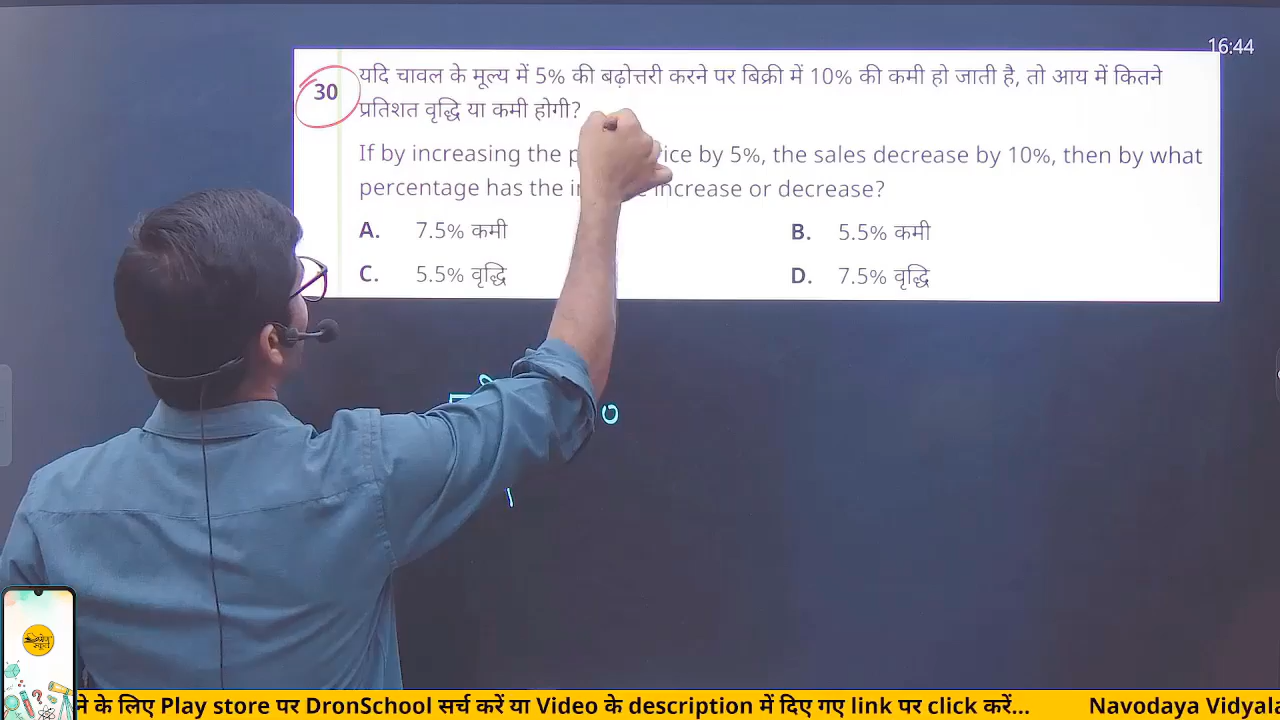 16:44
30
यदि चावल के मूल्य में 5% की बढ़ोत्तरी करने पर बिक्री में 10% की कमी हो जाती है, तो आय में कितने
प्रतिशत वृद्धि या कमी होगी?
If by increasing the by 5%, the sales decrease by 10%, then by what
percentage has the increase or decrease?
A. 7.5% कमी
B. 5.5% कमी
C. 5.5% वृद्धि
D. 7.5% वृद्धि
ने के लिए Play store पर DronSchool सर्च करें या Video के description में दिए गए link पर click करें... Navodaya